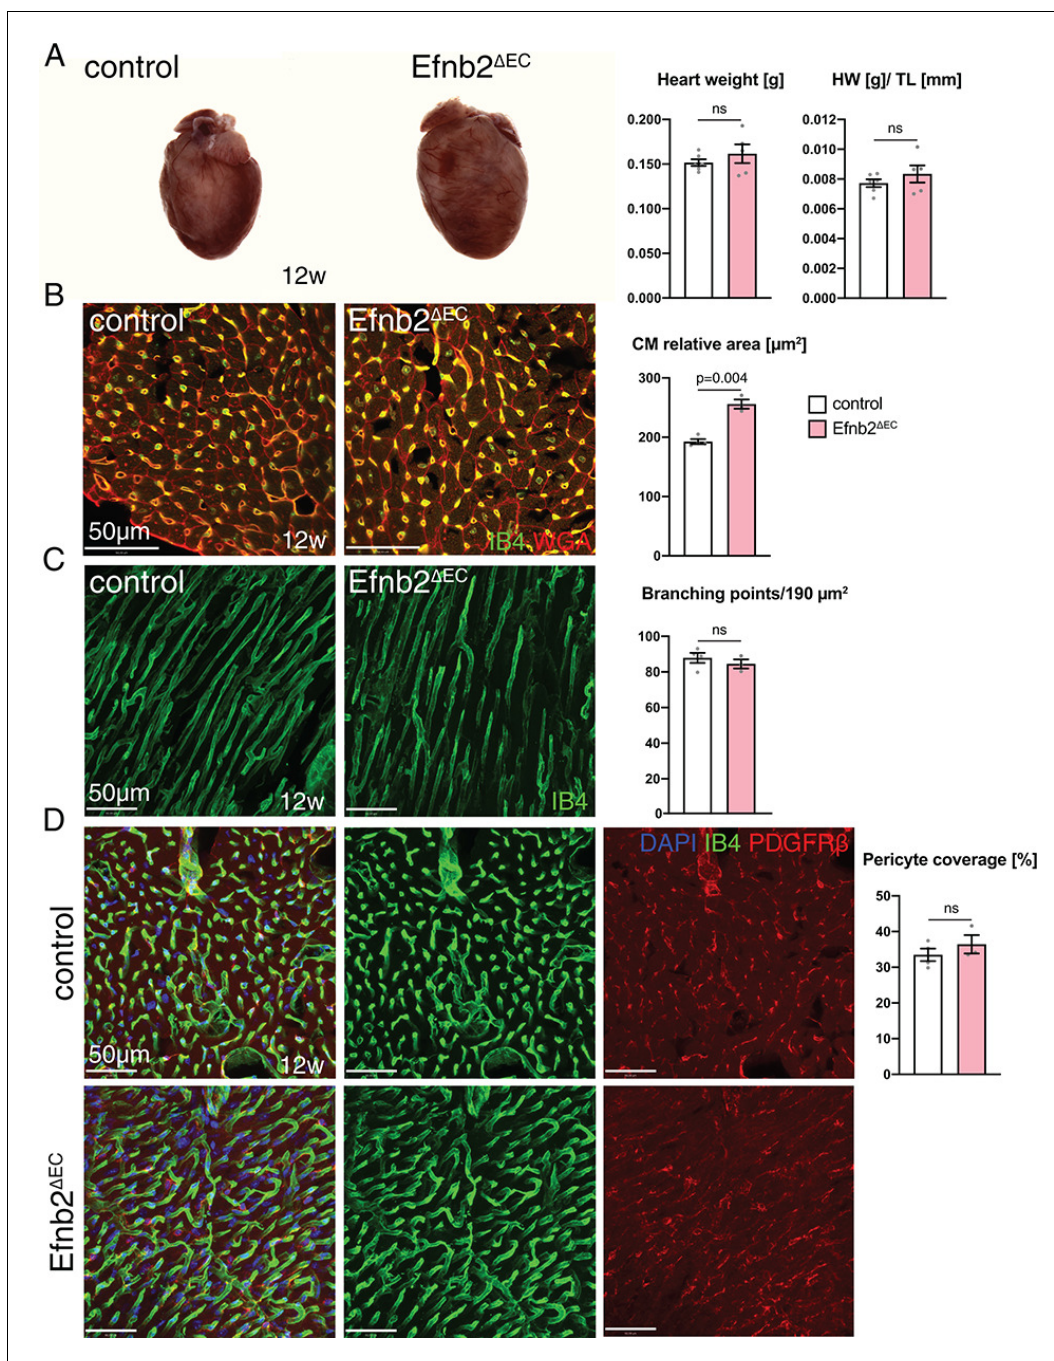 A
control
Efnb2ΔEC
12w
Heart weight [g]
ns
0.200
0.150
0.100
0.050
0.000
HW [g]/ TL [mm]
ns
0.012
0.010
0.008
0.006
0.004
0.002
0.000
B
control
50µm
12w
Efnb2ΔEC
IB4 WGA
CM relative area [µm²]
p=0.004
300
200
100
0
control
Efnb2ΔEC
C
control
50µm
12w
Efnb2ΔEC
IB4
Branching points/190 µm²
ns
100
80
60
40
20
0
D
control
50µm
12w
DAPI IB4 PDGFRβ
Pericyte coverage [%]
ns
50
40
30
20
10
0
Efnb2ΔEC